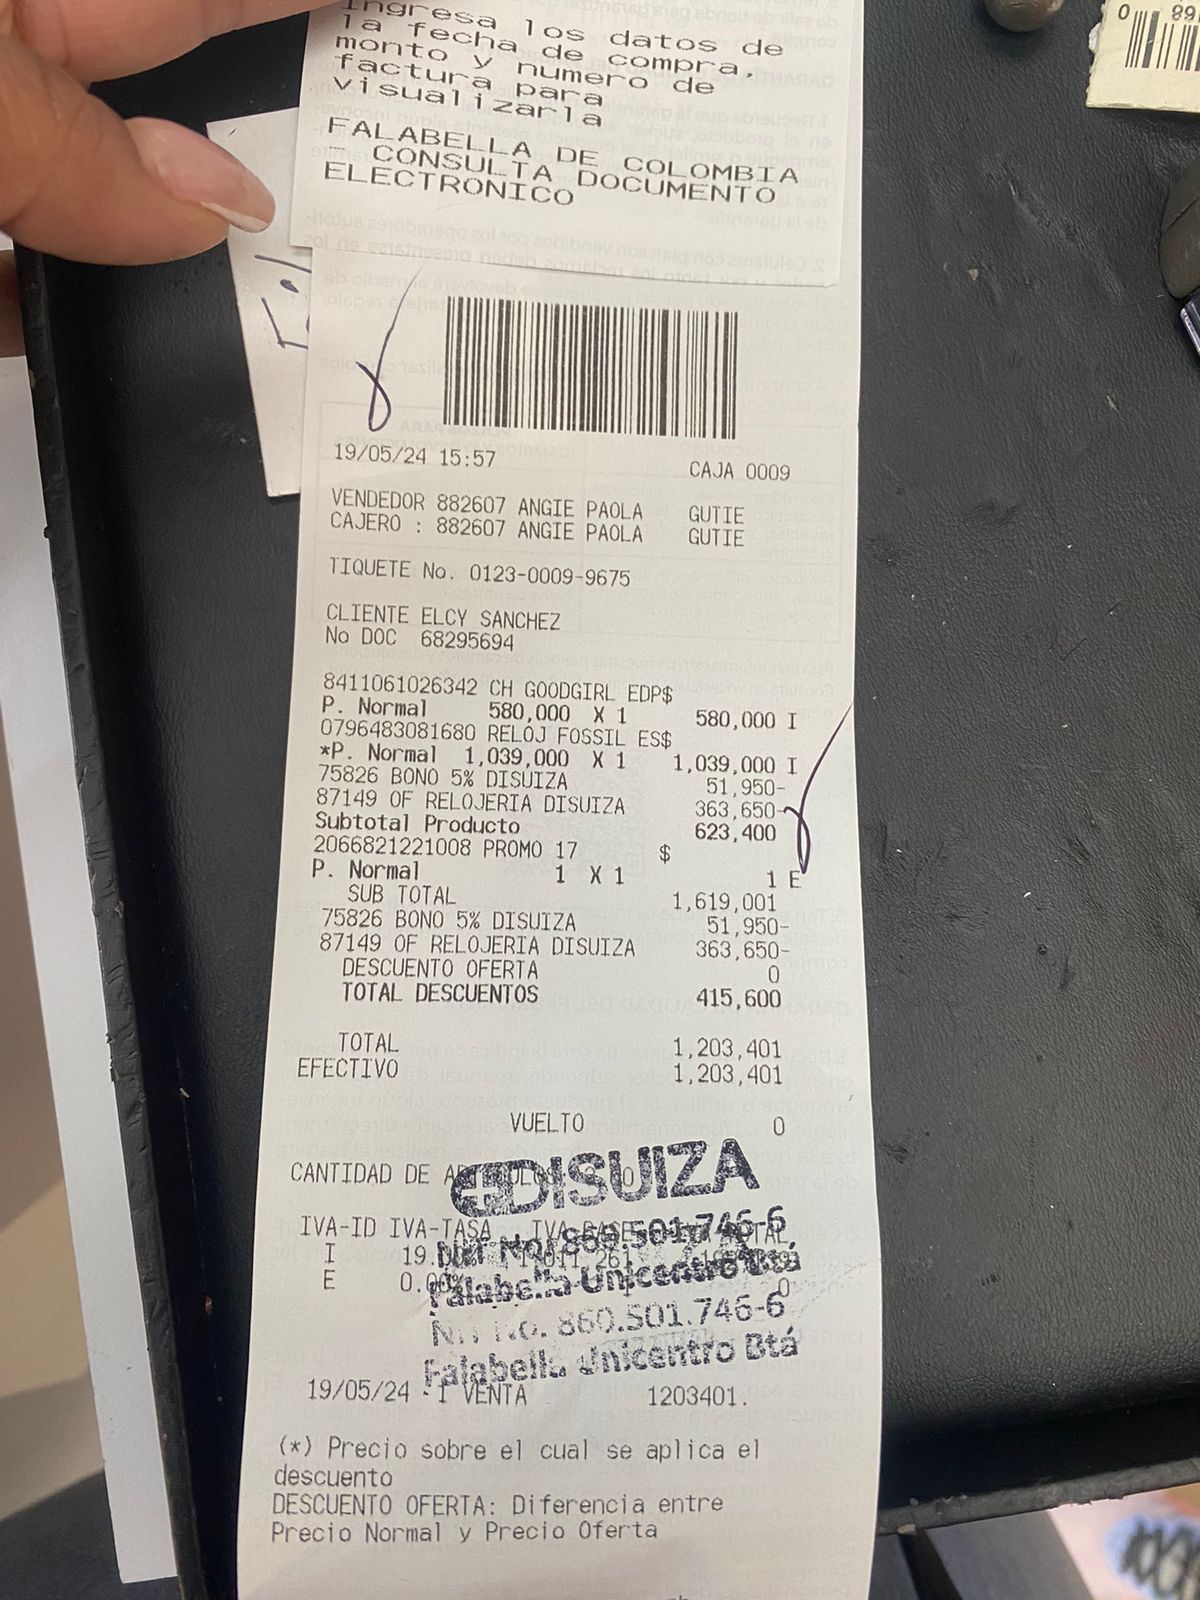 Ingresa los datos de
la fecha de compra.
monto y numero de
factura para
visualizarla
FALABELLA DE COLOMBIA
- CONSULTA DOCUMENTO
ELECTRONICO
19/05/24 15:57 CAJA 0009
VENDEDOR 882607 ANGIE PAOLA GUTIE
CAJERO : 882607 ANGIE PAOLA GUTIE
TIQUETE No. 0123-0009-9675
CLIENTE ELCY SANCHEZ
No DOC 68295694
8411061026342 CH GOODGIRL EDP$
P. Normal 580,000 X 1 580,000 I
0796483081680 RELOJ FOSSIL ES$
*P. Normal 1,039,000 X 1 1,039,000 I
75826 BONO 5% DISUIZA 51,950-
87149 OF RELOJERIA DISUIZA 363,650-
Subtotal Producto 623,400
2066821221008 PROMO 17 $
P. Normal 1 X 1 1 E
SUB TOTAL 1,619,001
75826 BONO 5% DISUIZA 51,950-
87149 OF RELOJERIA DISUIZA 363,650-
DESCUENTO OFERTA 0
TOTAL DESCUENTOS 415,600
TOTAL 1,203,401
EFECTIVO 1,203,401
VUELTO 0
CANTIDAD DE
DISUIZA
IVA-ID IVA-TASA
Nit No. 860.501.746-6
I 19.
Falabella Unicentro Btá
E 0.00% 0
Nit No. 860.501.746-6
Falabella Unicentro Btá
19/05/24 - 1 VENTA 1203401.
(*) Precio sobre el cual se aplica el
descuento
DESCUENTO OFERTA: Diferencia entre
Precio Normal y Precio Oferta